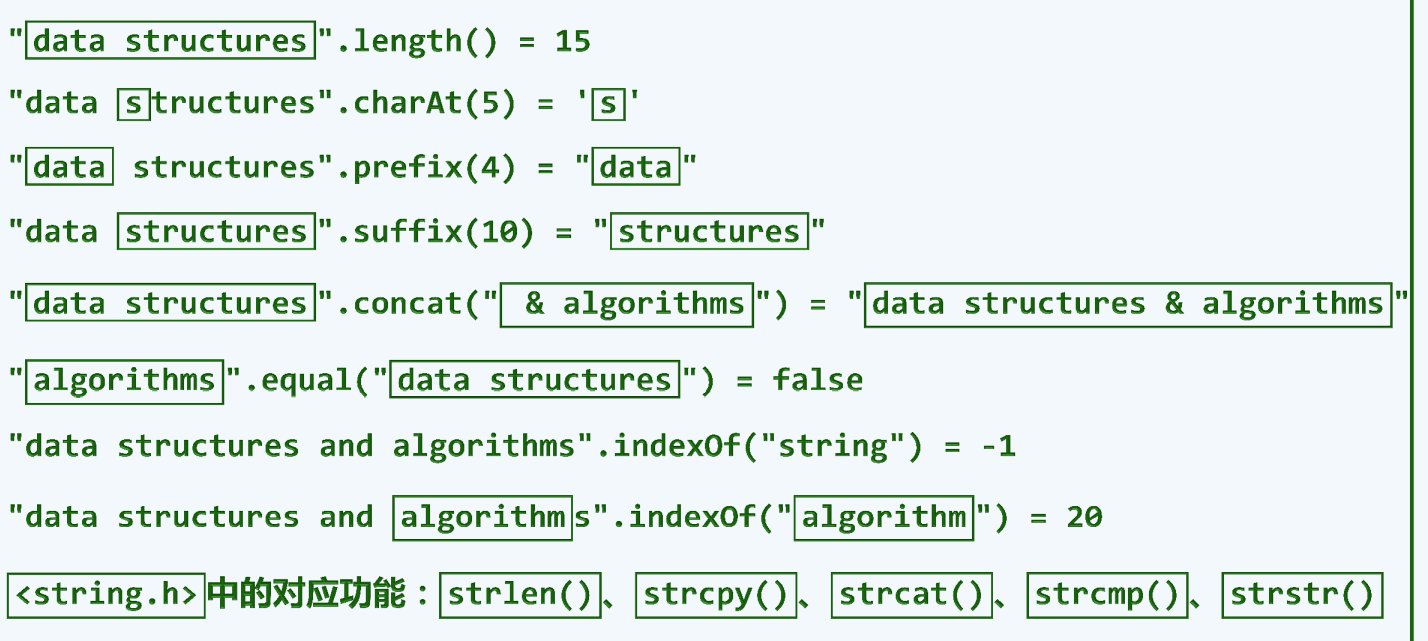 "data structures".length() = 15
"data structures".charAt(5) = 's'
"data structures".prefix(4) = "data"
"data structures".suffix(10) = "structures"
"data structures".concat(" & algorithms") = "data structures & algorithms"
"algorithms".equal("data structures") = false
"data structures and algorithms".indexOf("string") = -1
"data structures and algorithms".indexOf("algorithm") = 20
<string.h>中的对应功能：strlen()、strcpy()、strcat()、strcmp()、strstr()